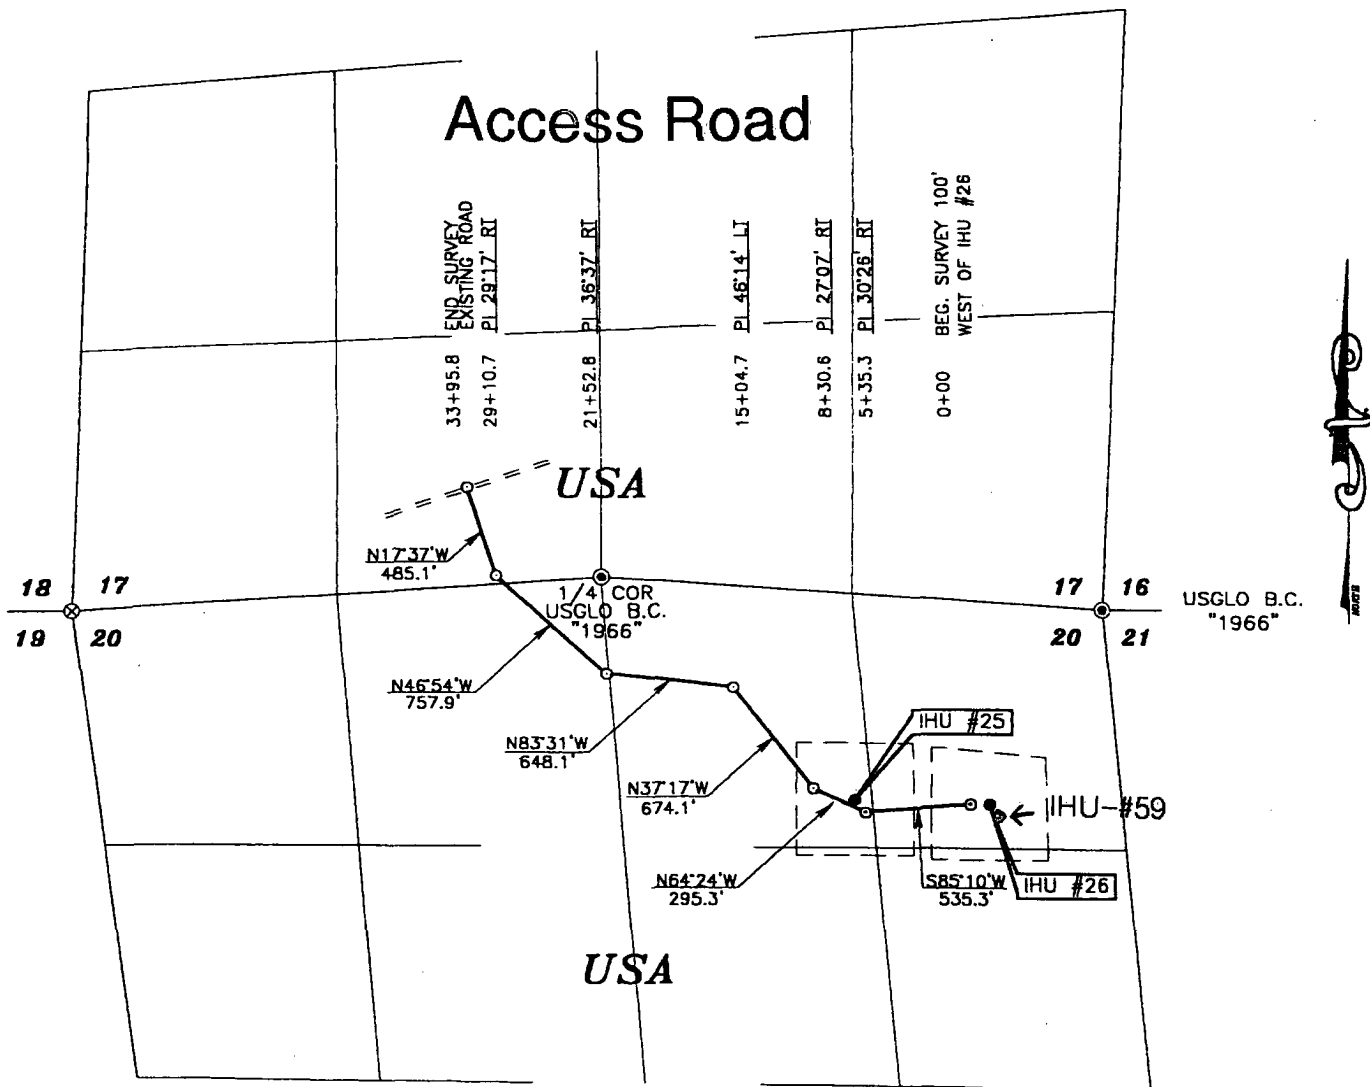 Access Road
END SURVEY
EXISTING ROAD
33+95.8
29+10.7 PI 29°17' RT
21+52.8 PI 36°37' RT
15+04.7 PI 46°14' LT
8+30.6 PI 27°07' RT
5+35.3 PI 30°26' RT
0+00 BEG. SURVEY 100'
WEST OF IHU #26
USA
N17°37'W
485.1'
18 17
19 20
1/4 COR
USGLO B.C.
"1966"
17 16
20 21
USGLO B.C.
"1966"
N46°54'W
757.9'
N83°31'W
648.1'
N37°17'W
674.1'
IHU #25
IHU-#59
N64°24'W
295.3'
S85°10'W
535.3'
IHU #26
USA